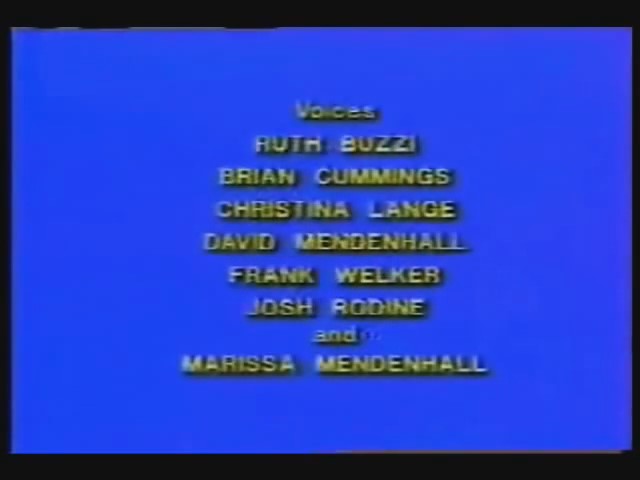 Voices
RUTH BUZZI
BRIAN CUMMINGS
CHRISTINA LANGE
DAVID MENDENHALL
FRANK WELKER
JOSH RODINE
and
MARISSA MENDENHALL